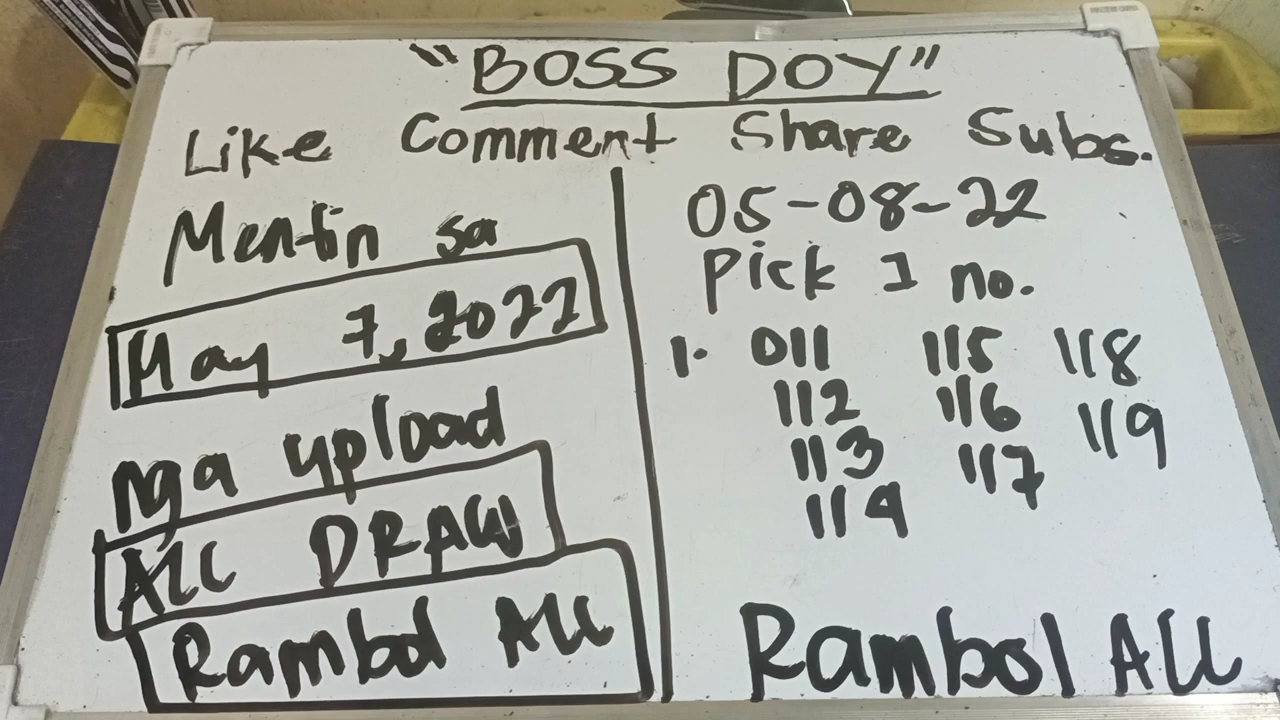 "BOSS DOY"
Like Comment Share Subs.
Mentin sa
May 7, 2022
nga upload
ALL DRAW
Rambol ALL
05-08-22
Pick 1 no.
1. 011 115 118
112 116 119
113 117
114
Rambol ALL